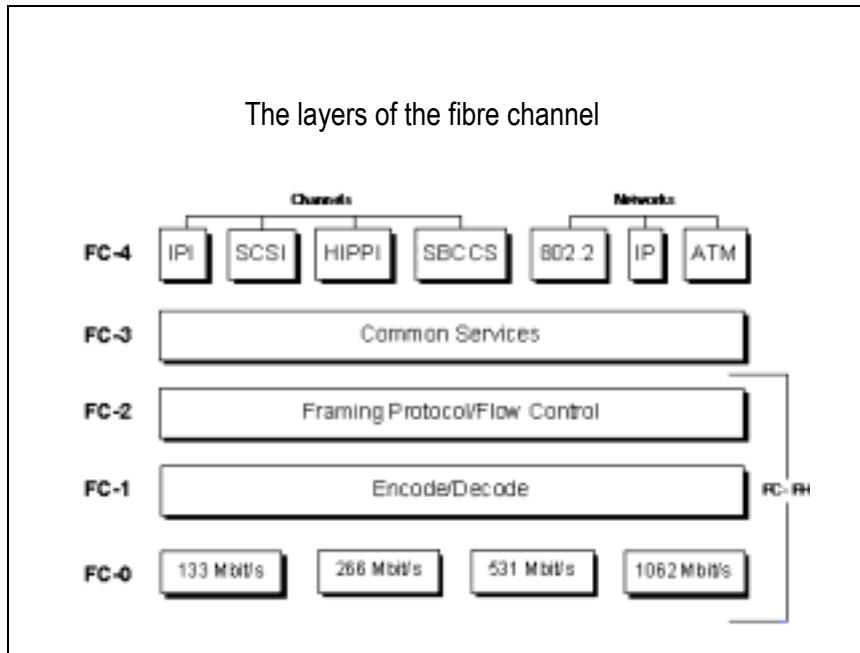 The layers of the fibre channel
Channels Networks
FC-4 IPI SCSI HIPPI SBCCS 802.2 IP ATM
FC-3 Common Services
FC-2 Framing Protocol/Flow Control
FC-1 Encode/Decode FC-PH
FC-0 133 Mbit/s 266 Mbit/s 531 Mbit/s 1062 Mbit/s